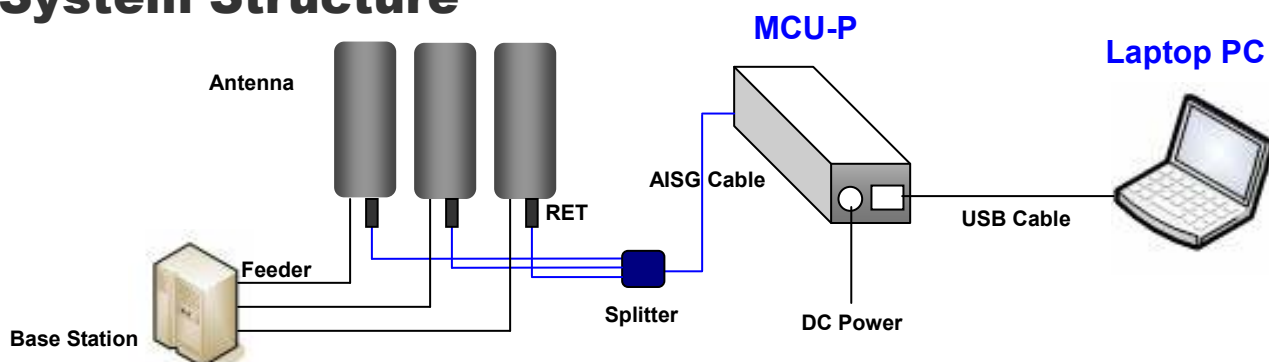 System Structure
MCU-P
Laptop PC
Antenna
AISG Cable
RET
USB Cable
Feeder
Splitter
DC Power
Base Station